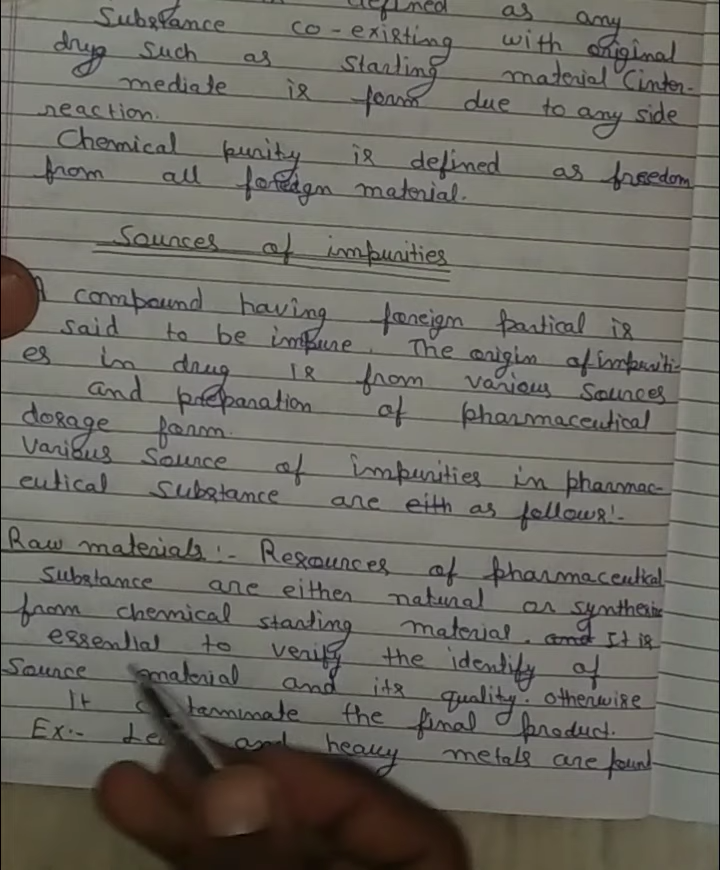 defined as any
Substance co-existing with original
drug such as starting material (inter-
mediate is form due to any side
reaction.
Chemical purity is defined as freedom
from all foreign material.
Sources of impurities
A compound having foreign partical is
said to be impure. The origin of impuriti-
es in drug is from various sources
and preparation of pharmaceutical
dosage form.
Various source of impurities in pharmac-
eutical substance are eith as follows:-
Raw materials:- Resources of pharmaceutical
substance are either natural or synthesis
from chemical starting material. and It is
essential to verify the identify of
Source material and its quality. otherwise
It the final product.
Ex:- and heavy metals are found